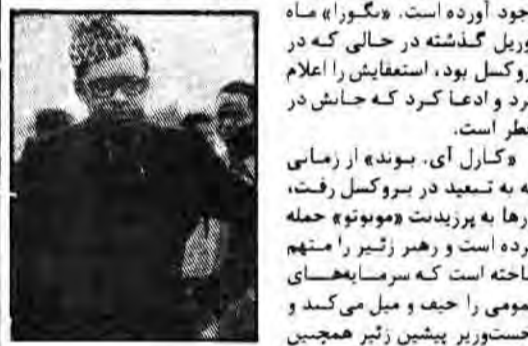 جود آورده است. «نگورا» ماه
وریل گذشته در حالی که در
روکسل بود، استعفایش را اعلام
رد و ادعا کرد که جانش در
طر است.
«کارل آی. بوند» از زمانی
ه به تبعید در بروکسل رفت،
رها به پرزیدنت «موبوتو» حمله
رده است و رهبر زئیر را متهم
اخته است که سرمایه‌های
مومی را حیف و میل می‌کند و
خست‌وزیر پیشین زئیر همچنین